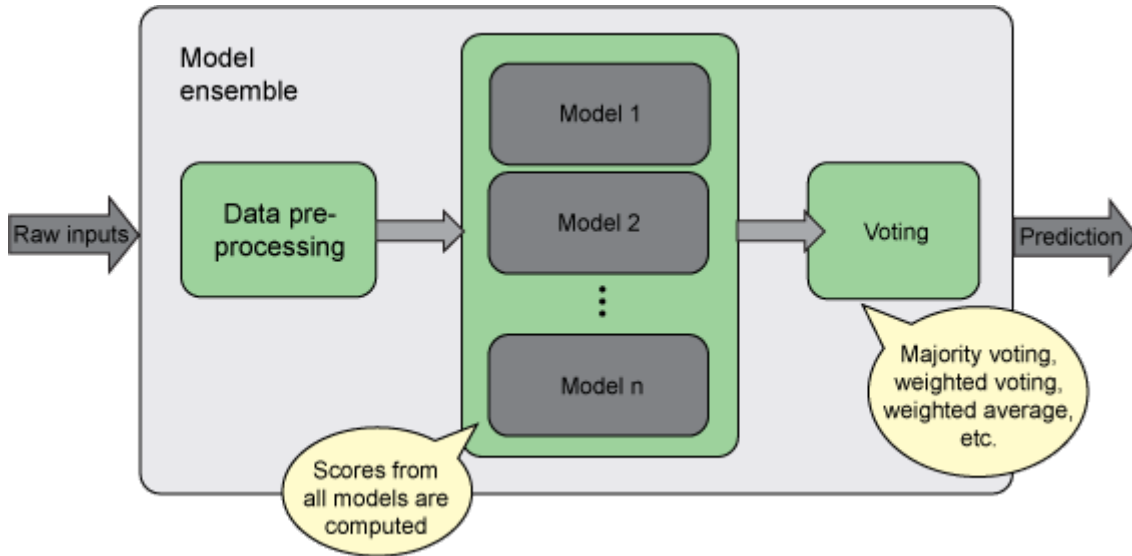 Model
ensemble
Raw inputs
Data pre-
processing
Model 1
Model 2
Model n
Scores from
all models are
computed
Voting
Majority voting,
weighted voting,
weighted average,
etc.
Prediction